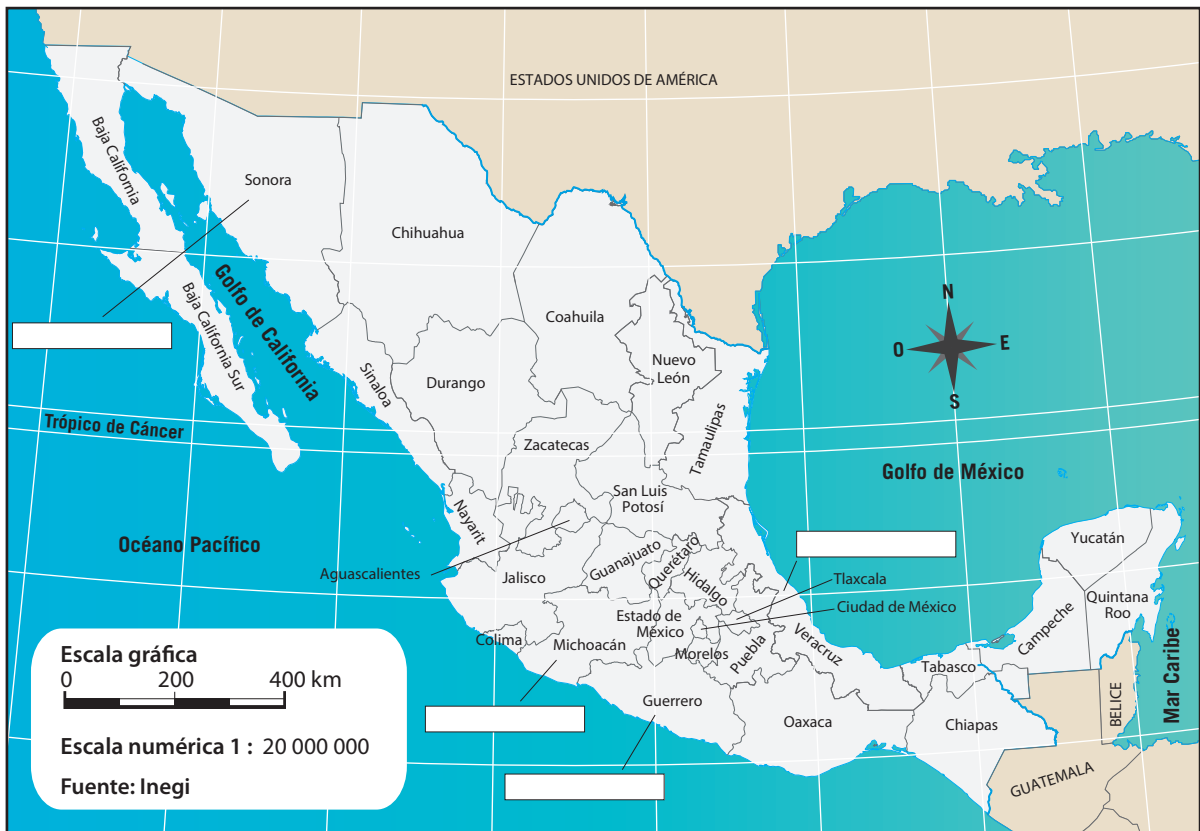 ESTADOS UNIDOS DE AMÉRICA
Baja California
Sonora
Chihuahua
Golfo de California
Baja California Sur
Coahuila
N
O
E
S
Nuevo
León
Sinaloa
Durango
Tamaulipas
Trópico de Cáncer
Zacatecas
Golfo de México
San Luis
Potosí
Nayarit
Océano Pacífico
Yucatán
Aguascalientes
Jalisco
Guanajuato
Querétaro
Hidalgo
Tlaxcala
Ciudad de México
Quintana
Roo
Campeche
Estado de
México
Colima
Michoacán
Morelos
Puebla
Veracruz
Tabasco
Mar Caribe
BELICE
Guerrero
Oaxaca
Chiapas
GUATEMALA
Escala gráfica
0 200 400 km
Escala numérica 1 : 20 000 000
Fuente: Inegi